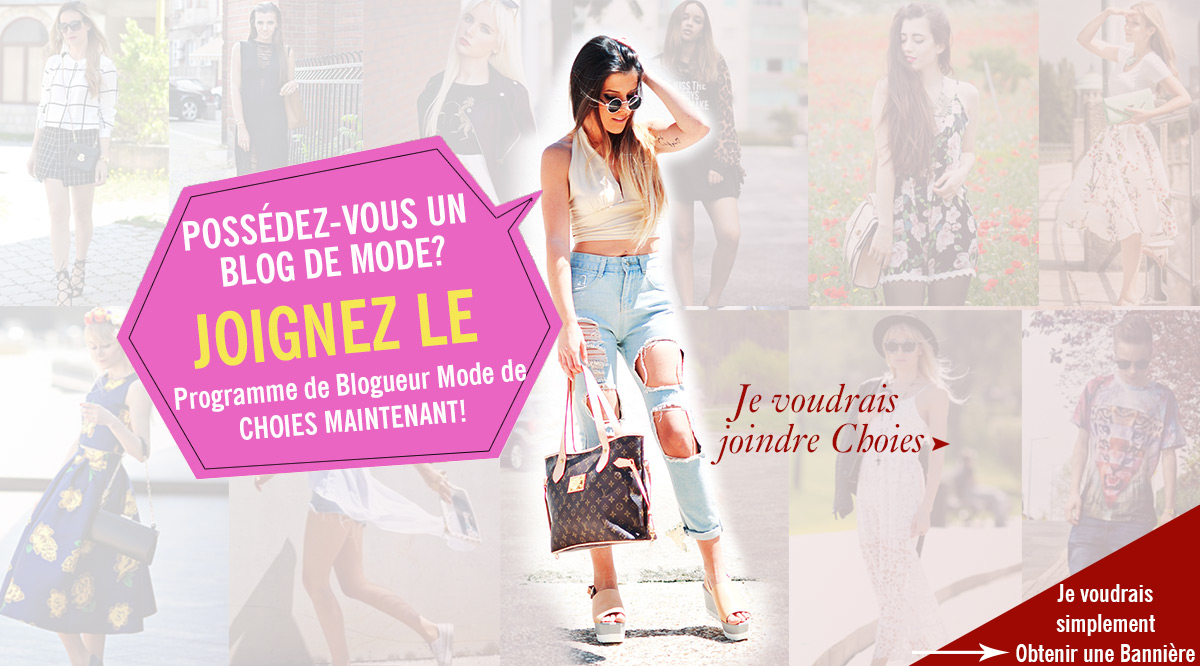 POSSÉDEZ-VOUS UN
BLOG DE MODE?
JOIGNEZ LE
Programme de Blogueur Mode de
CHOIES MAINTENANT!
Je voudrais
joindre Choies
Je voudrais
simplement
Obtenir une Bannière